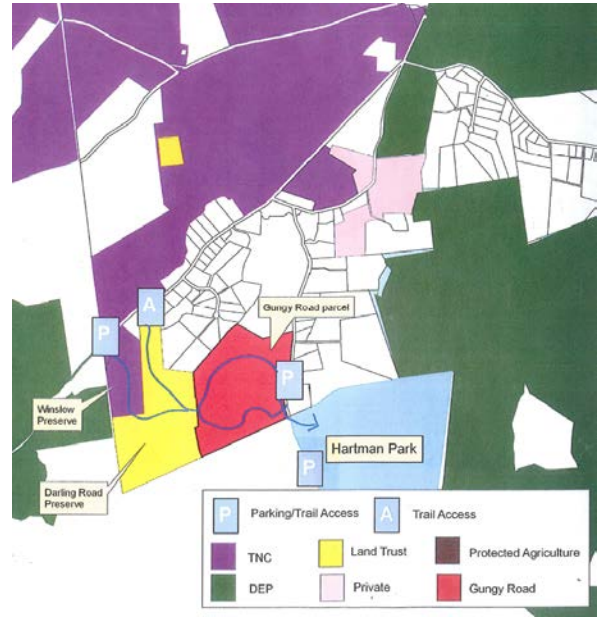 Gungy Road parcel
A
P
P
Winslow
Preserve
Hartman Park
P
Darling Road
Preserve
P Parking/Trail Access
A Trail Access
TNC
Land Trust
Protected Agriculture
DEP
Private
Gungy Road